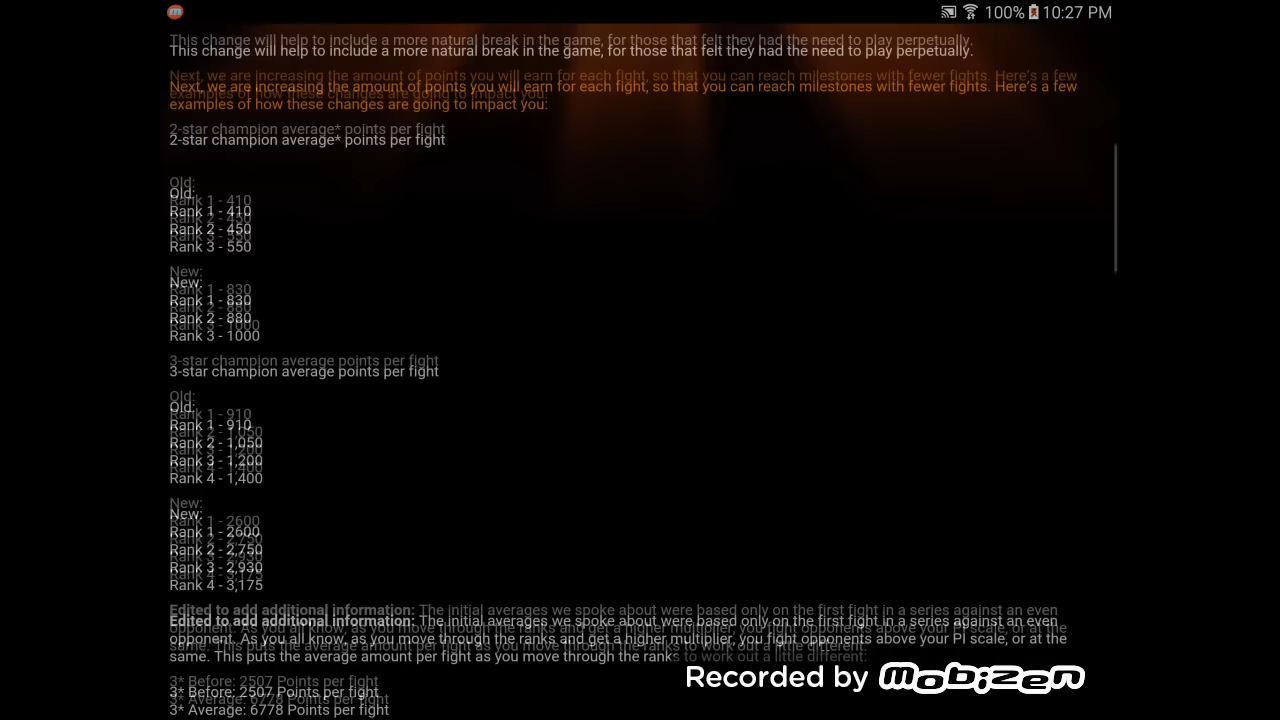 100% 10:27 PM
This change will help to include a more natural break in the game, for those that felt they had the need to play perpetually.
Next, we are increasing the amount of points you will earn for each fight, so that you can reach milestones with fewer fights. Here's a few
examples of how these changes are going to impact you:
2-star champion average* points per fight
Old:
Rank 1 - 410
Rank 2 - 450
Rank 3 - 550
New:
Rank 1 - 830
Rank 2 - 880
Rank 3 - 1000
3-star champion average points per fight
Old:
Rank 1 - 910
Rank 2 - 1,050
Rank 3 - 1,200
Rank 4 - 1,400
New:
Rank 1 - 2600
Rank 2 - 2,750
Rank 3 - 2,930
Rank 4 - 3,175
Edited to add additional information: The initial averages we spoke about were based only on the first fight in a series against an even
opponent. As you all know, as you move through the ranks and get a higher multiplier, you fight opponents above your PI scale, or at the
same. This puts the average amount per fight as you move through the ranks to work out a little different:
3* Before: 2507 Points per fight
3* Average: 6778 Points per fight
Recorded by mobizen